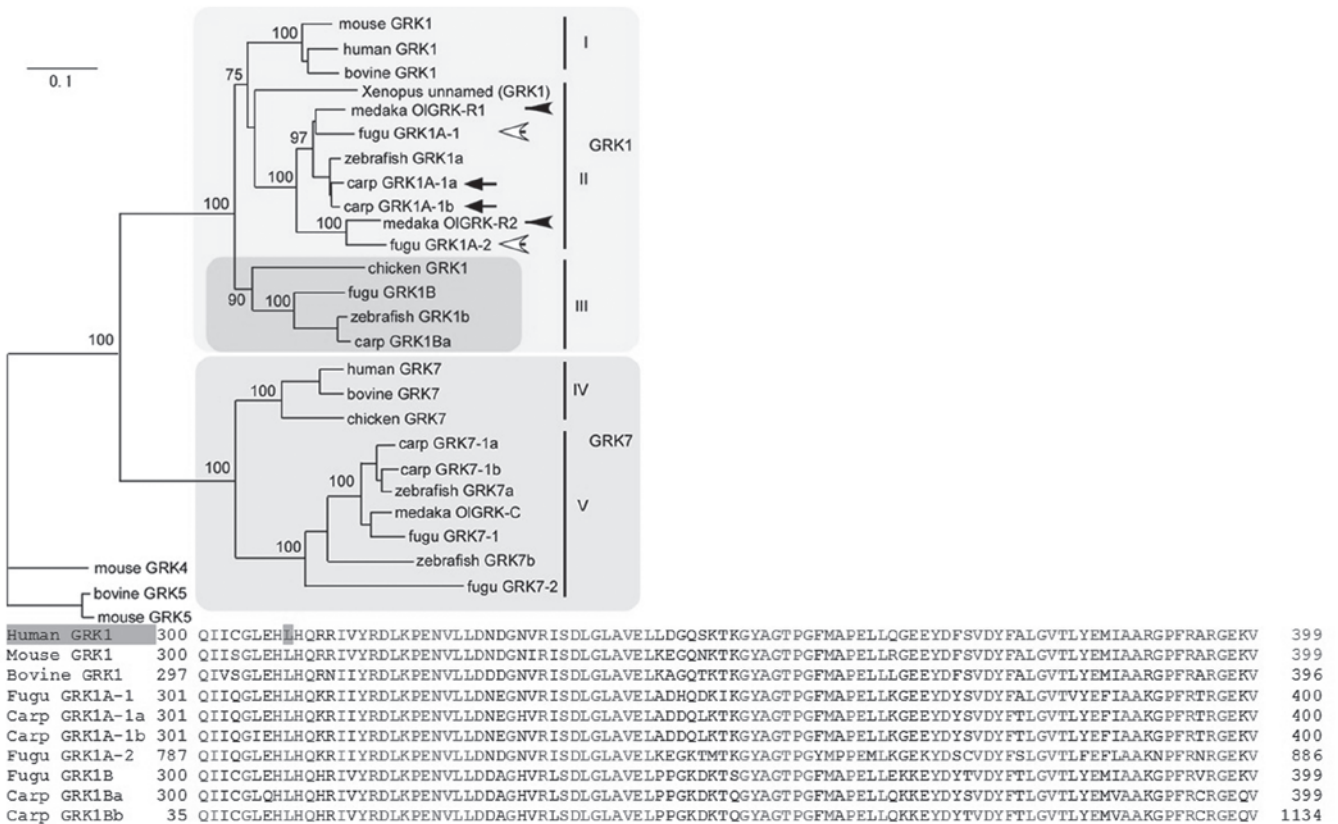 mouse GRK1
100
human GRK1
I
bovine GRK1
75
0.1
Xenopus unnamed (GRK1)
medaka OlGRK-R1
97
fugu GRK1A-1
GRK1
zebrafish GRK1a
100
carp GRK1A-1a
II
100
carp GRK1A-1b
100
medaka OlGRK-R2
fugu GRK1A-2
chicken GRK1
90
100
fugu GRK1B
III
zebrafish GRK1b
carp GRK1Ba
100
human GRK7
100
bovine GRK7
IV
chicken GRK7
carp GRK7-1a
GRK7
100
carp GRK7-1b
100
zebrafish GRK7a
medaka OlGRK-C
V
fugu GRK7-1
100
zebrafish GRK7b
mouse GRK4
fugu GRK7-2
bovine GRK5
mouse GRK5
Human GRK1 300 QIICGLEHLHQRRIVYRDLKPENVLLDNDGNVRISDLGLAVELLDGQSKTKGYAGTPGFMAPELLQGEEYDFSVDYFALGVTLYEMIAARGPFRARGEKV 399
Mouse GRK1 300 QIISGLEHLHQRRIVYRDLKPENVLLDNDGNIRISDLGLAVELKEGQNKTKGYAGTPGFMAPELLRGEEYDFSVDYFALGVTLYEMIAARGPFRARGEKV 399
Bovine GRK1 297 QIVSGLEHLHQRNIIYRDLKPENVLLDDDGNVRISDLGLAVELKAGQTKTKGYAGTPGFMAPELLLGEEYDFSVDYFALGVTLYEMIAARGPFRARGEKV 396
Fugu GRK1A-1 301 QIIQGLEHLHQKRIIYRDLKPENVLLDNEGNVRISDLGLAVELADHQDKIKGYAGTPGFMAPELLKGEEYDYSVDYFALGVTVYEFIAAKGPFRTRGEKV 400
Carp GRK1A-1a 301 QIIQGLEHLHQKRIIYRDLKPENVLLDNEGHVRISDLGLAVELADDQLKTKGYAGTPGFMAPELLKGEEYDYSVDYFTLGVTLYEFIAAKGPFRTRGEKV 400
Carp GRK1A-1b 301 QIIQGIEHLHQKRIIYRDLKPENVLLDNEGHVRISDLGLAVELADDQLKTKGYAGTPGFMAPELLKGEEYDYSVDYFTLGVTLYEFIAAKGPFRTRGEKV 400
Fugu GRK1A-2 787 QIICGLEHLHQKRIVYRDLKPENVLLDNDGNVRISDLGLAVELKEGKTMTKGYAGTPGYMPPEMLKGEKYDSCVDYFSLGVTLFEFLAAKNPFRNRGEKV 886
Fugu GRK1B 300 QIICGLEHLHQHRIVYRDLKPENVLLDDAGHVRLSDLGLAVELPPGKDKTSGYAGTPGFMAPELLEKKEYDYTVDYFTLGVTLYEMIAAKGPFRVRGEKV 399
Carp GRK1Ba 300 QIICGLQHLHQHRIVYRDLKPENVLLDDAGHVRLSDLGLAVELPPGKDKTQGYAGTPGFMAPELLQKKEYDYSVDYFTLGVTLYEMVAAKGPFRCRGEQV 399
Carp GRK1Bb 35 QIICGLEHLHQHRIVYRDLKPENVLLDDAGHVRISDLGLAVELPPGKDKTQGYAGTPGFMAPELLQKKEYDYSVDYFTLGVTLYEMVAAKGPFRCRGEQV 1134